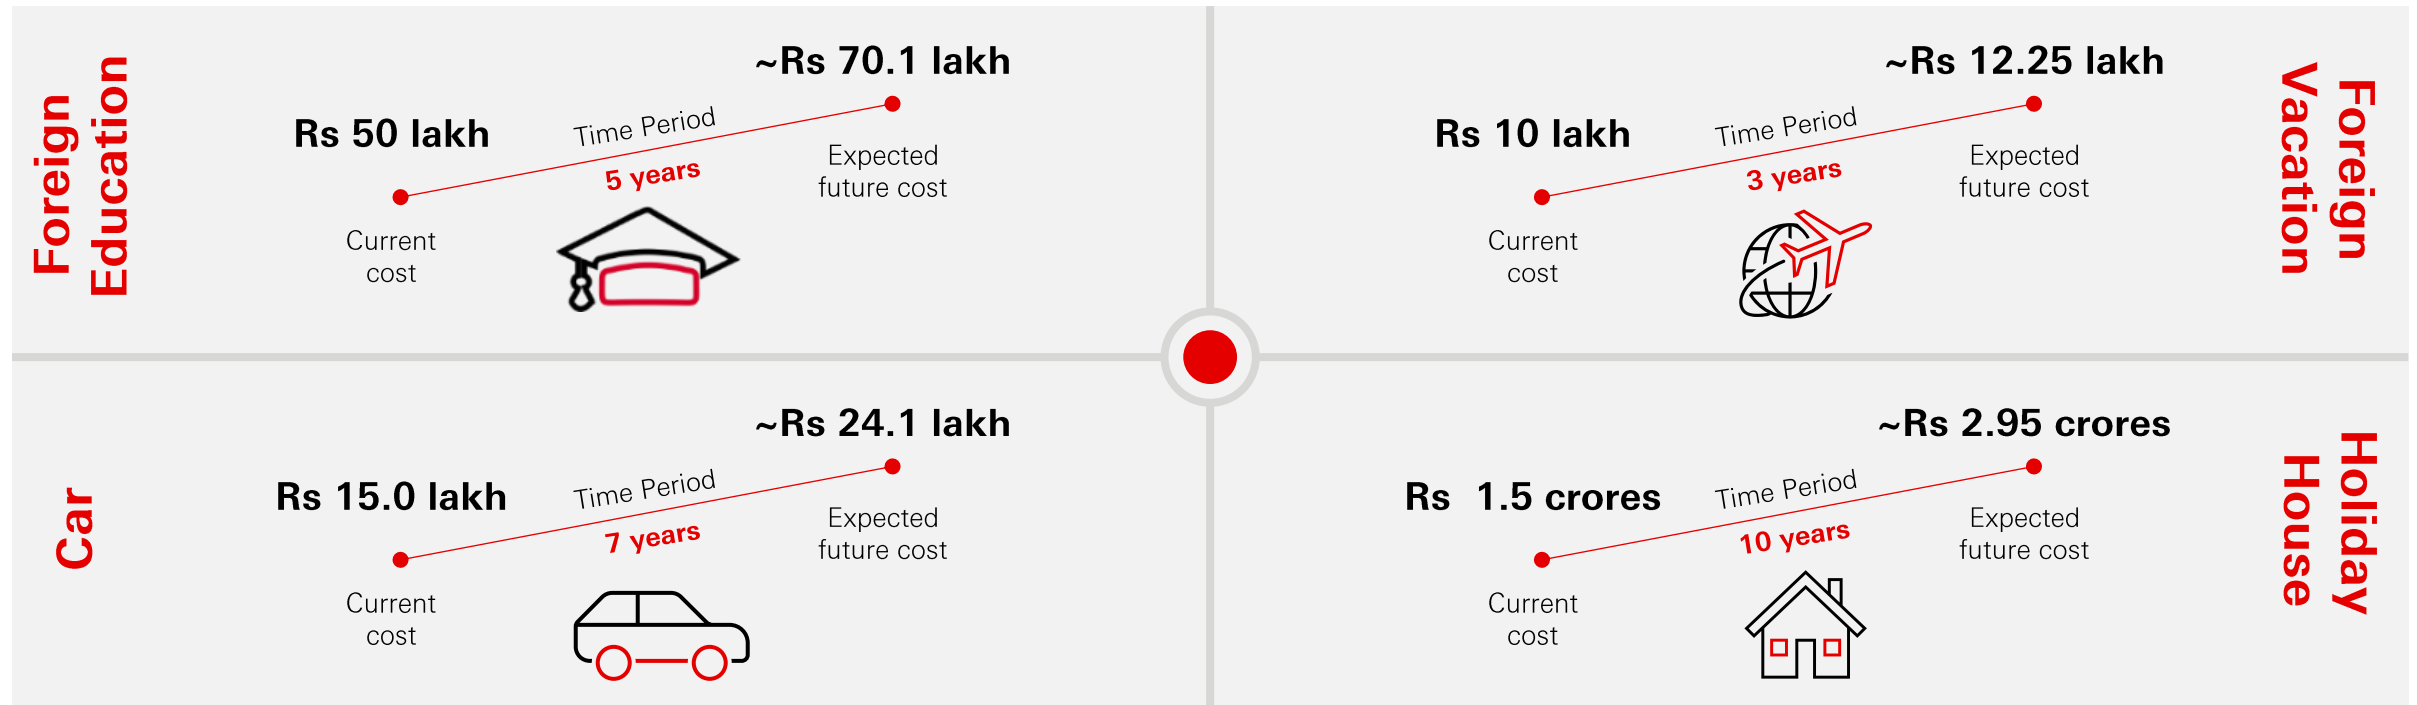 Foreign
Education
Rs 50 lakh
Current
cost
Time Period
5 years
~Rs 70.1 lakh
Expected
future cost
Foreign
Vacation
Rs 10 lakh
Current
cost
Time Period
3 years
~Rs 12.25 lakh
Expected
future cost
Car
Rs 15.0 lakh
Current
cost
Time Period
7 years
~Rs 24.1 lakh
Expected
future cost
Holiday
House
Rs  1.5 crores
Current
cost
Time Period
10 years
~Rs 2.95 crores
Expected
future cost